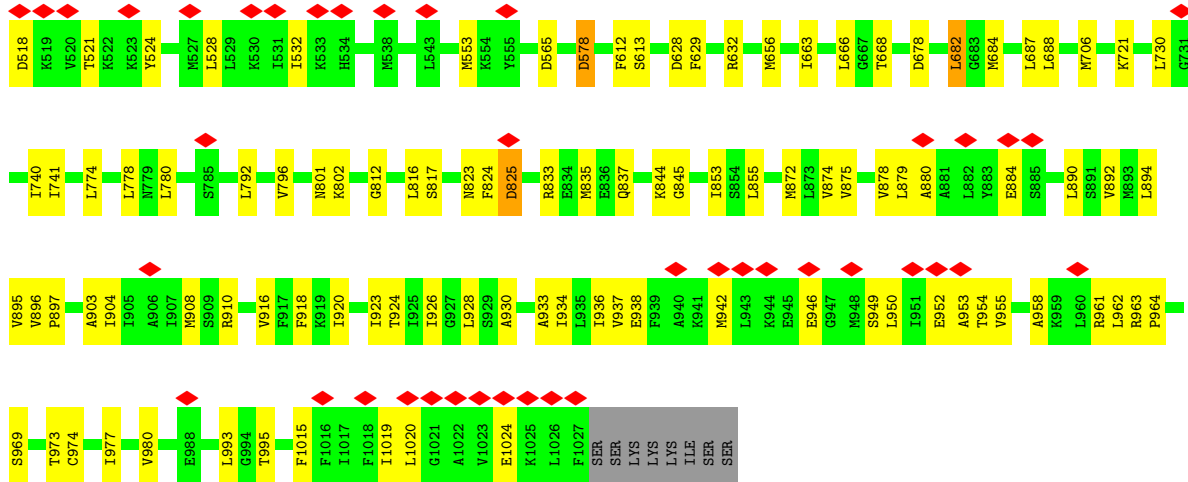 D518 K519 V520 T521 K522 K523 Y524 M527 L528 L529 K530 I531 I532 K533 H534 M538 L543 M553 K554 Y555 D565 D578 F612 S613 D628 F629 R632 M656 I663 L666 G667 T668 D678 L682 G683 M684 L687 L688 M706 K721 L730 G731
I740 I741 L774 L778 N779 L780 S785 L792 V796 N801 K802 G812 L816 S817 N823 F824 D825 R833 E834 M835 E836 Q837 K844 G845 I853 S854 L855 M872 L873 V874 V875 V878 L879 A880 A881 L882 Y883 E884 S885 L890 S891 V892 M893 L894
V895 V896 P897 A903 I904 I905 A906 I907 M908 S909 R910 V916 F917 F918 K919 I920 I923 T924 I925 I926 G927 L928 S929 A930 A933 I934 L935 I936 V937 E938 F939 A940 K941 M942 L943 K944 E945 E946 G947 M948 S949 L950 I951 E952 A953 T954 V955 A958 K959 L960 R961 L962 R963 P964
S969 T973 C974 I977 V980 E988 L993 G994 T995 F1015 F1016 I1017 F1018 I1019 L1020 G1021 A1022 V1023 E1024 K1025 L1026 F1027 SER SER LYS LYS LYS ILE SER SER